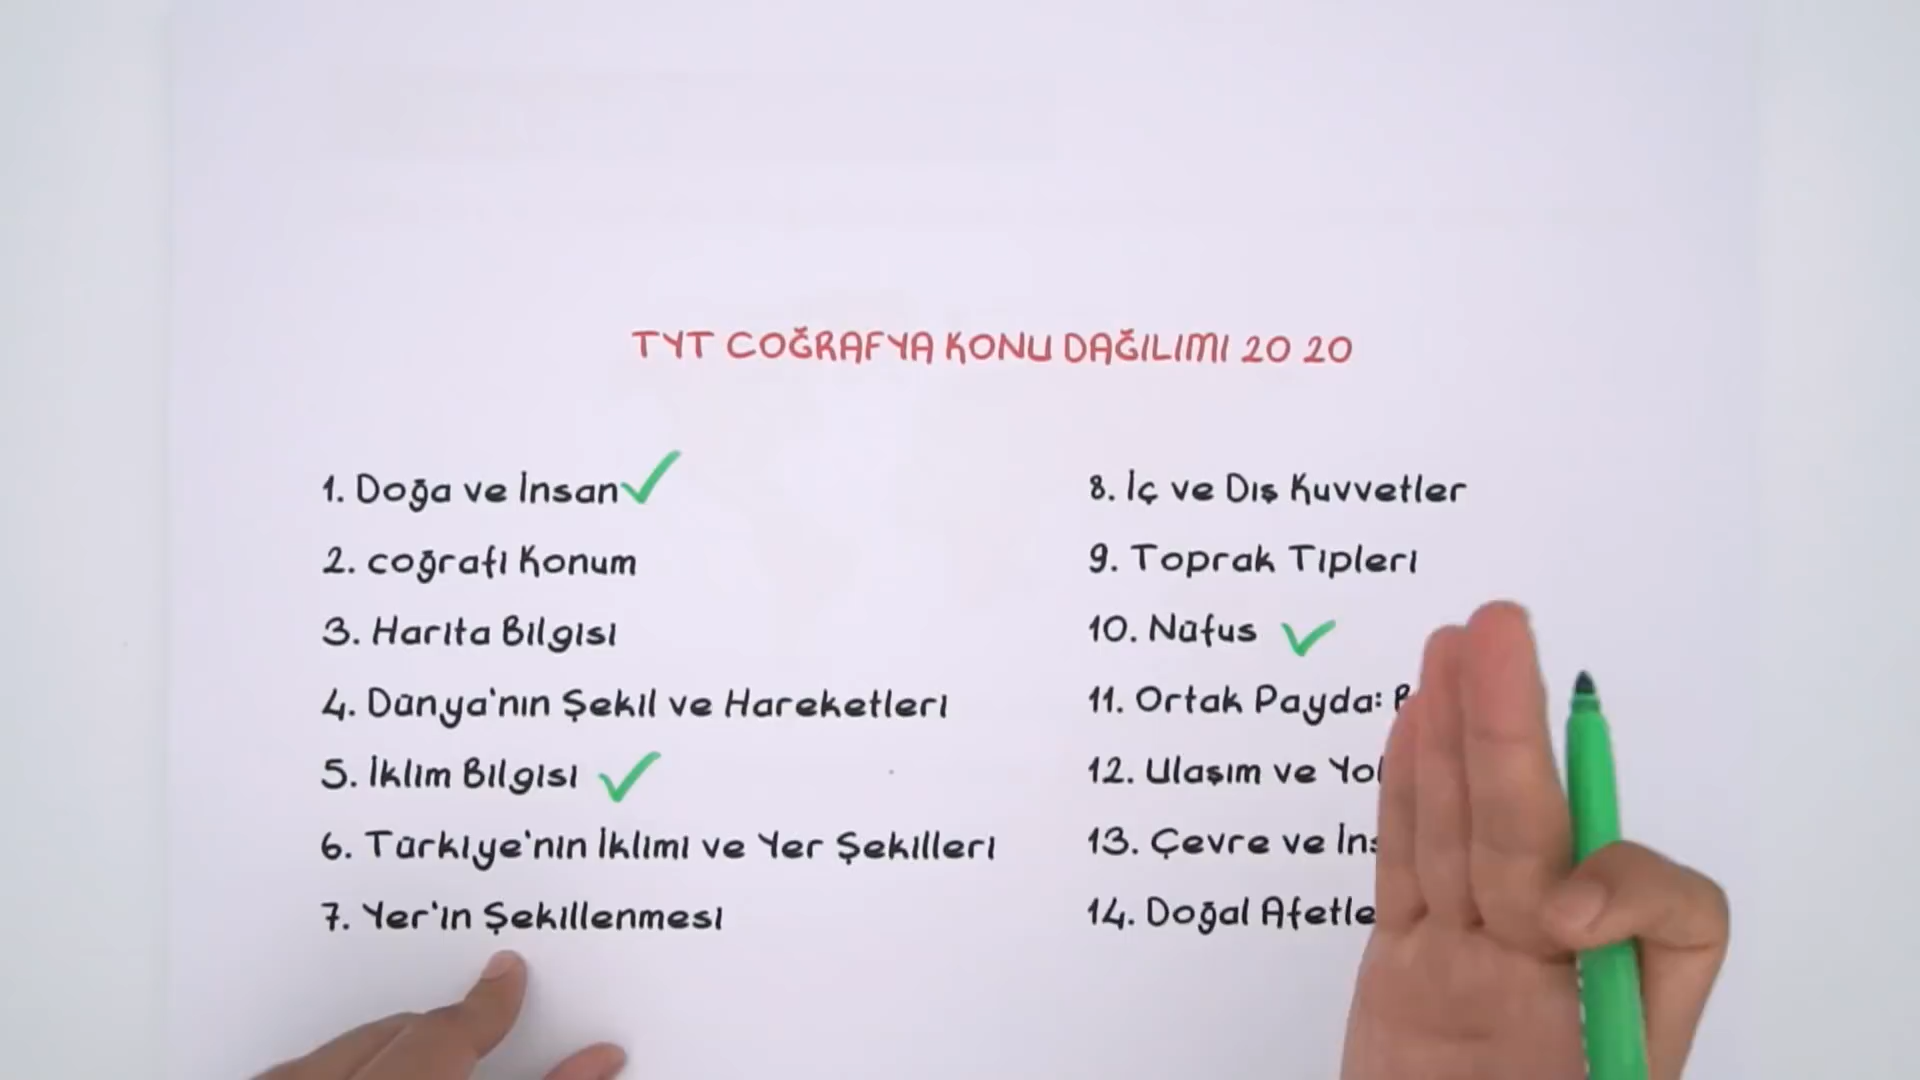 TYT COĞRAFYA KONU DAĞILIMI 20 20
1. Doğa ve İnsan
2. coğrafi Konum
3. Harita Bilgisi
4. Dünya'nın Şekil ve Hareketleri
5. İklim Bilgisi
6. Türkiye'nin İklimi ve Yer Şekilleri
7. Yer'in Şekillenmesi
8. İç ve Dış Kuvvetler
9. Toprak Tipleri
10. Nüfus
11. Ortak Payda:
12. Ulaşım ve
13. Çevre ve
14. Doğal